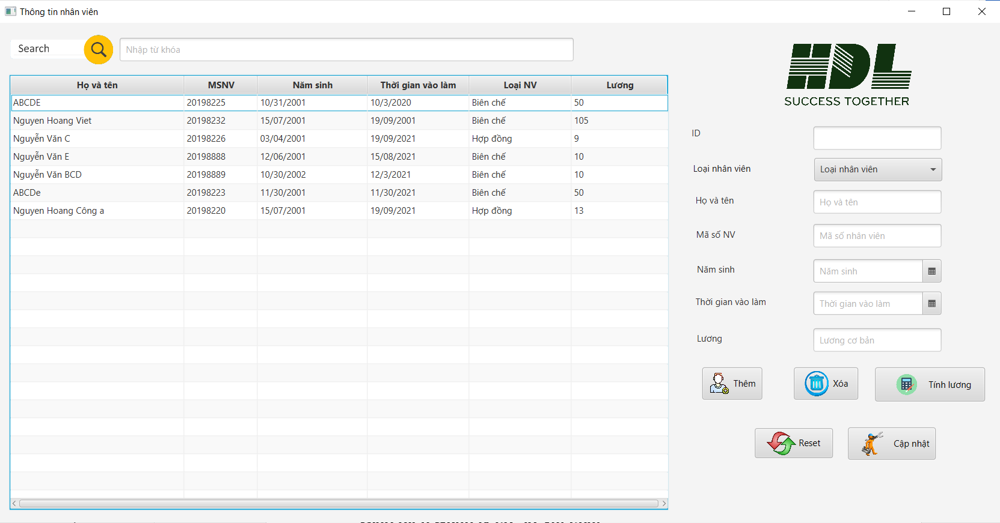 Thông tin nhân viên
Search
Nhập từ khóa
Họ và tên MSNV Năm sinh Thời gian vào làm Loại NV Lương
ABCDE 20198225 10/31/2001 10/3/2020 Biên chế 50
Nguyen Hoang Viet 20198232 15/07/2001 19/09/2001 Biên chế 105
Nguyễn Văn C 20198226 03/04/2001 19/09/2021 Hợp đồng 9
Nguyễn Văn E 20198888 12/06/2001 15/08/2021 Biên chế 10
Nguyễn Văn BCD 20198889 10/30/2002 12/3/2021 Biên chế 10
ABCDe 20198223 11/30/2001 11/30/2021 Biên chế 50
Nguyen Hoang Công a 20198220 15/07/2001 19/09/2021 Hợp đồng 13
HDL
SUCCESS TOGETHER
ID
Loại nhân viên Loại nhân viên
Họ và tên Họ và tên
Mã số NV Mã số nhân viên
Năm sinh Năm sinh
Thời gian vào làm Thời gian vào làm
Lương Lương cơ bản
Thêm Xóa Tính lương
Reset Cập nhật